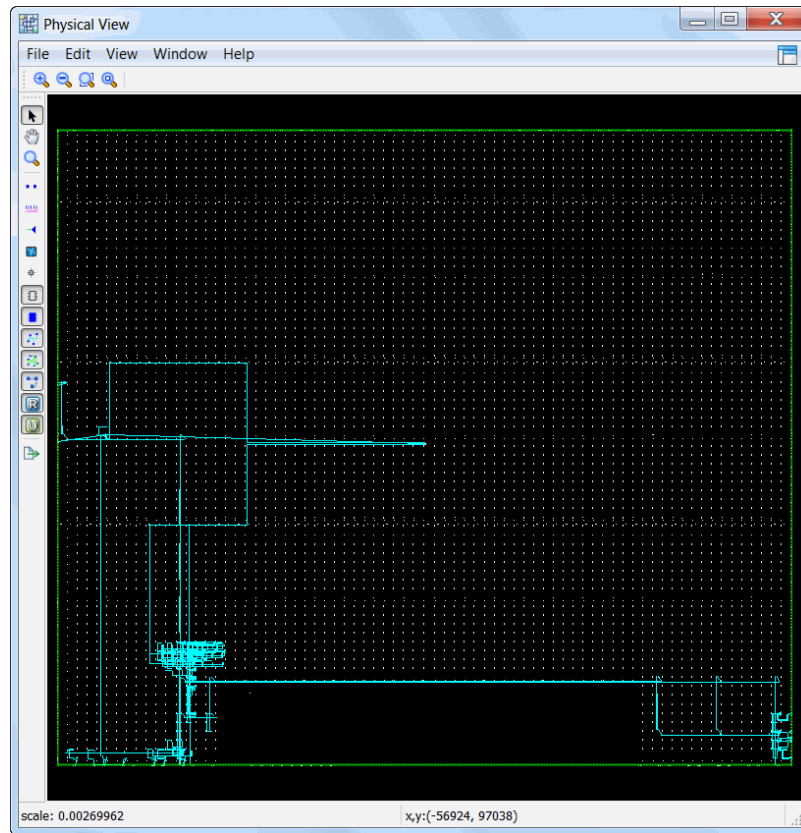 Physical View
File Edit View Window Help
R
U
scale: 0.00269962 x,y:(-56924, 97038)